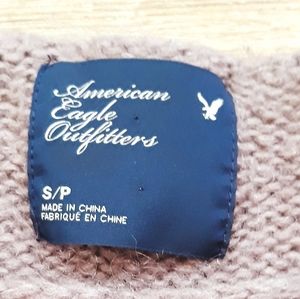 American
Eagle
Outfitters
S/P
MADE IN CHINA
FABRIQUÉ EN CHINE